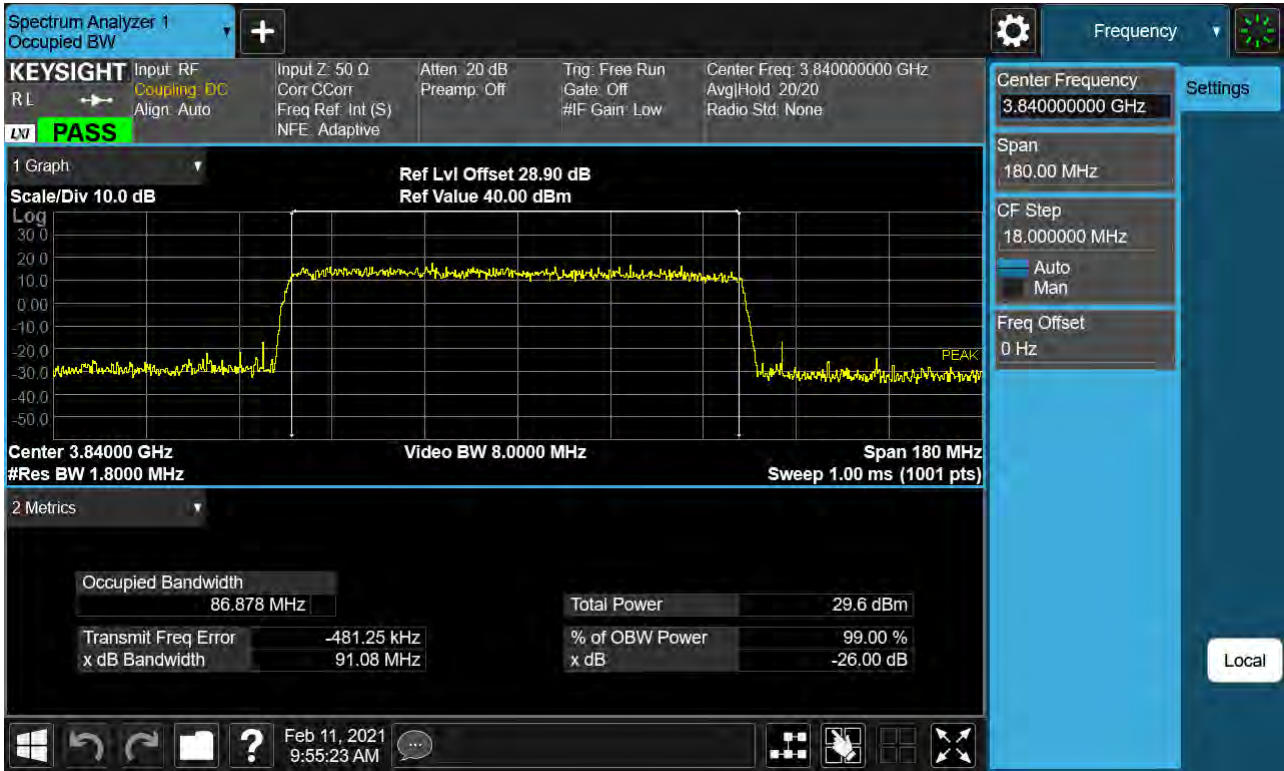 Spectrum Analyzer 1
Occupied BW
Frequency
KEYSIGHT
RL
LXI
PASS
Input: RF
Coupling: DC
Align: Auto
Input Z: 50 Ω
Corr CCorr
Freq Ref: Int (S)
NFE: Adaptive
Atten: 20 dB
Preamp: Off
Trig: Free Run
Gate: Off
#IF Gain: Low
Center Freq: 3.840000000 GHz
Avg|Hold: 20/20
Radio Std: None
Center Frequency
3.840000000 GHz
Settings
Span
180.00 MHz
CF Step
18.000000 MHz
Auto
Man
Freq Offset
0 Hz
1 Graph
Scale/Div 10.0 dB
Ref Lvl Offset 28.90 dB
Ref Value 40.00 dBm
Log
30.0
20.0
10.0
0.00
-10.0
-20.0
-30.0
-40.0
-50.0
PEAK
Center 3.84000 GHz
Video BW 8.0000 MHz
Span 180 MHz
#Res BW 1.8000 MHz
Sweep 1.00 ms (1001 pts)
2 Metrics
Occupied Bandwidth
86.878 MHz
Total Power 29.6 dBm
Transmit Freq Error -481.25 kHz
% of OBW Power 99.00 %
x dB Bandwidth 91.08 MHz
x dB -26.00 dB
Local
?
Feb 11, 2021
9:55:23 AM